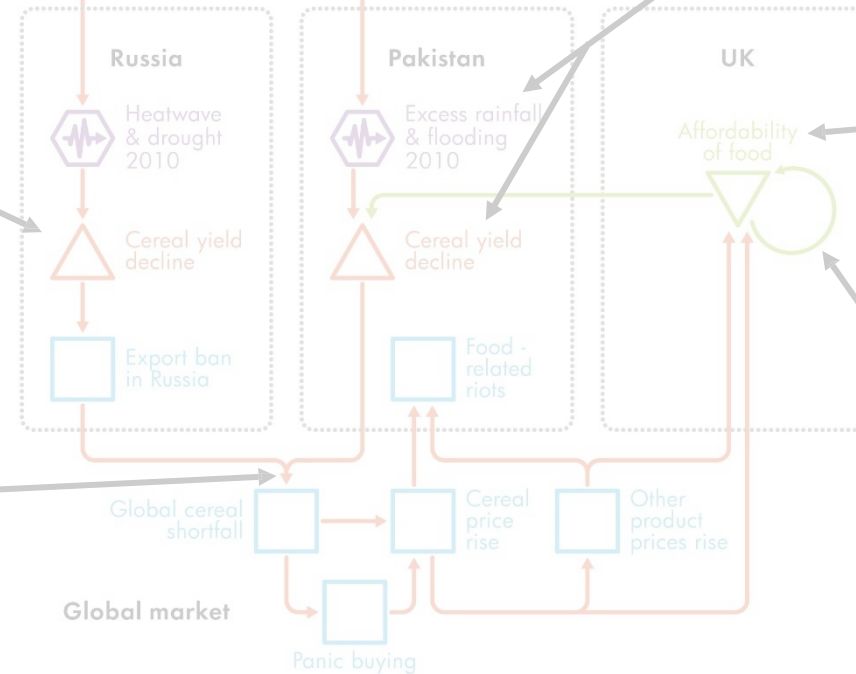 Russia
Pakistan
UK
Heatwave
& drought
2010
Excess rainfall
& flooding
2010
Affordability
of food
Cereal yield
decline
Cereal yield
decline
Export ban
in Russia
Food -
related
riots
Global cereal
shortfall
Cereal
price
rise
Other
product
prices rise
Global market
Panic buying